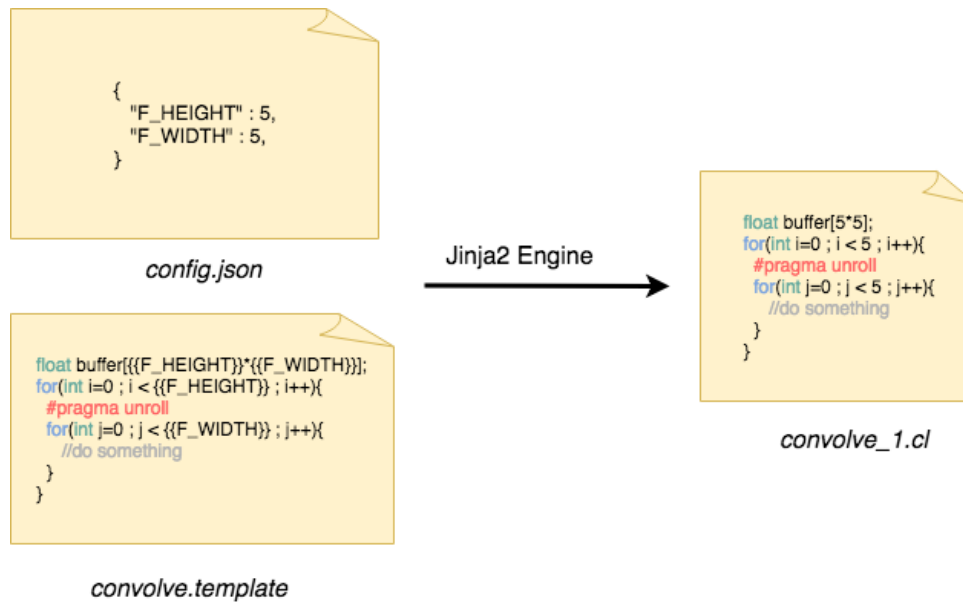 {
"F_HEIGHT" : 5,
"F_WIDTH" : 5,
}
config.json
float buffer[{{F_HEIGHT}}*{{F_WIDTH}}];
for(int i=0 ; i < {{F_HEIGHT}} ; i++){
#pragma unroll
for(int j=0 ; j < {{F_WIDTH}} ; j++){
//do something
}
}
convolve.template
Jinja2 Engine
float buffer[5*5];
for(int i=0 ; i < 5 ; i++){
#pragma unroll
for(int j=0 ; j < 5 ; j++){
//do something
}
}
convolve_1.cl